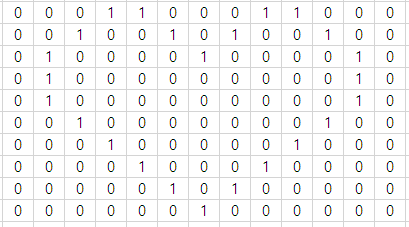 0 0 0 1 1 0 0 0 1 1 0 0 0
0 0 1 0 0 1 0 1 0 0 1 0 0
0 1 0 0 0 0 1 0 0 0 0 1 0
0 1 0 0 0 0 0 0 0 0 0 1 0
0 1 0 0 0 0 0 0 0 0 0 1 0
0 0 1 0 0 0 0 0 0 0 1 0 0
0 0 0 1 0 0 0 0 0 1 0 0 0
0 0 0 0 1 0 0 0 1 0 0 0 0
0 0 0 0 0 1 0 1 0 0 0 0 0
0 0 0 0 0 0 1 0 0 0 0 0 0